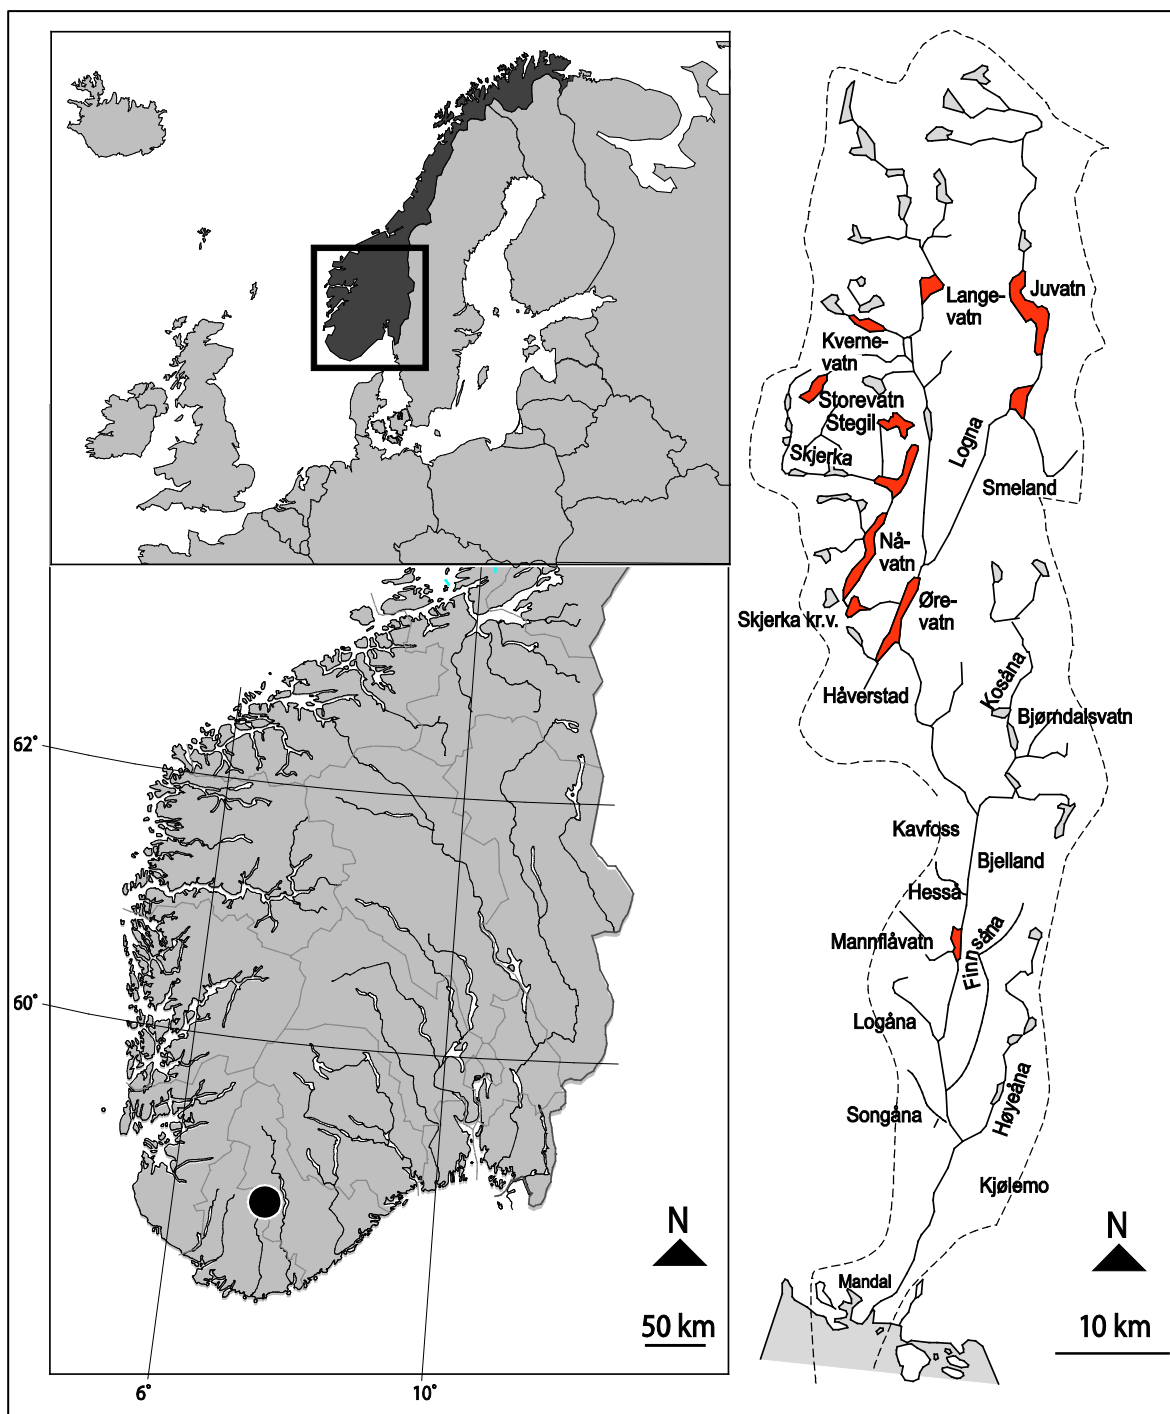 62°
60°
6°
10°
N
50 km
Lange-
vatn
Juvatn
Kverne-
vatn
Storevatn
Stegil
Skjerka
Logna
Smeland
Nå-
vatn
Øre-
vatn
Skjerka kr.v.
Håverstad
Kosåna
Bjørndalsvatn
Kavfoss
Bjelland
Hesså
Mannflåvatn
Finnsåna
Logåna
Songåna
Høyeåna
Kjølemo
Mandal
N
10 km